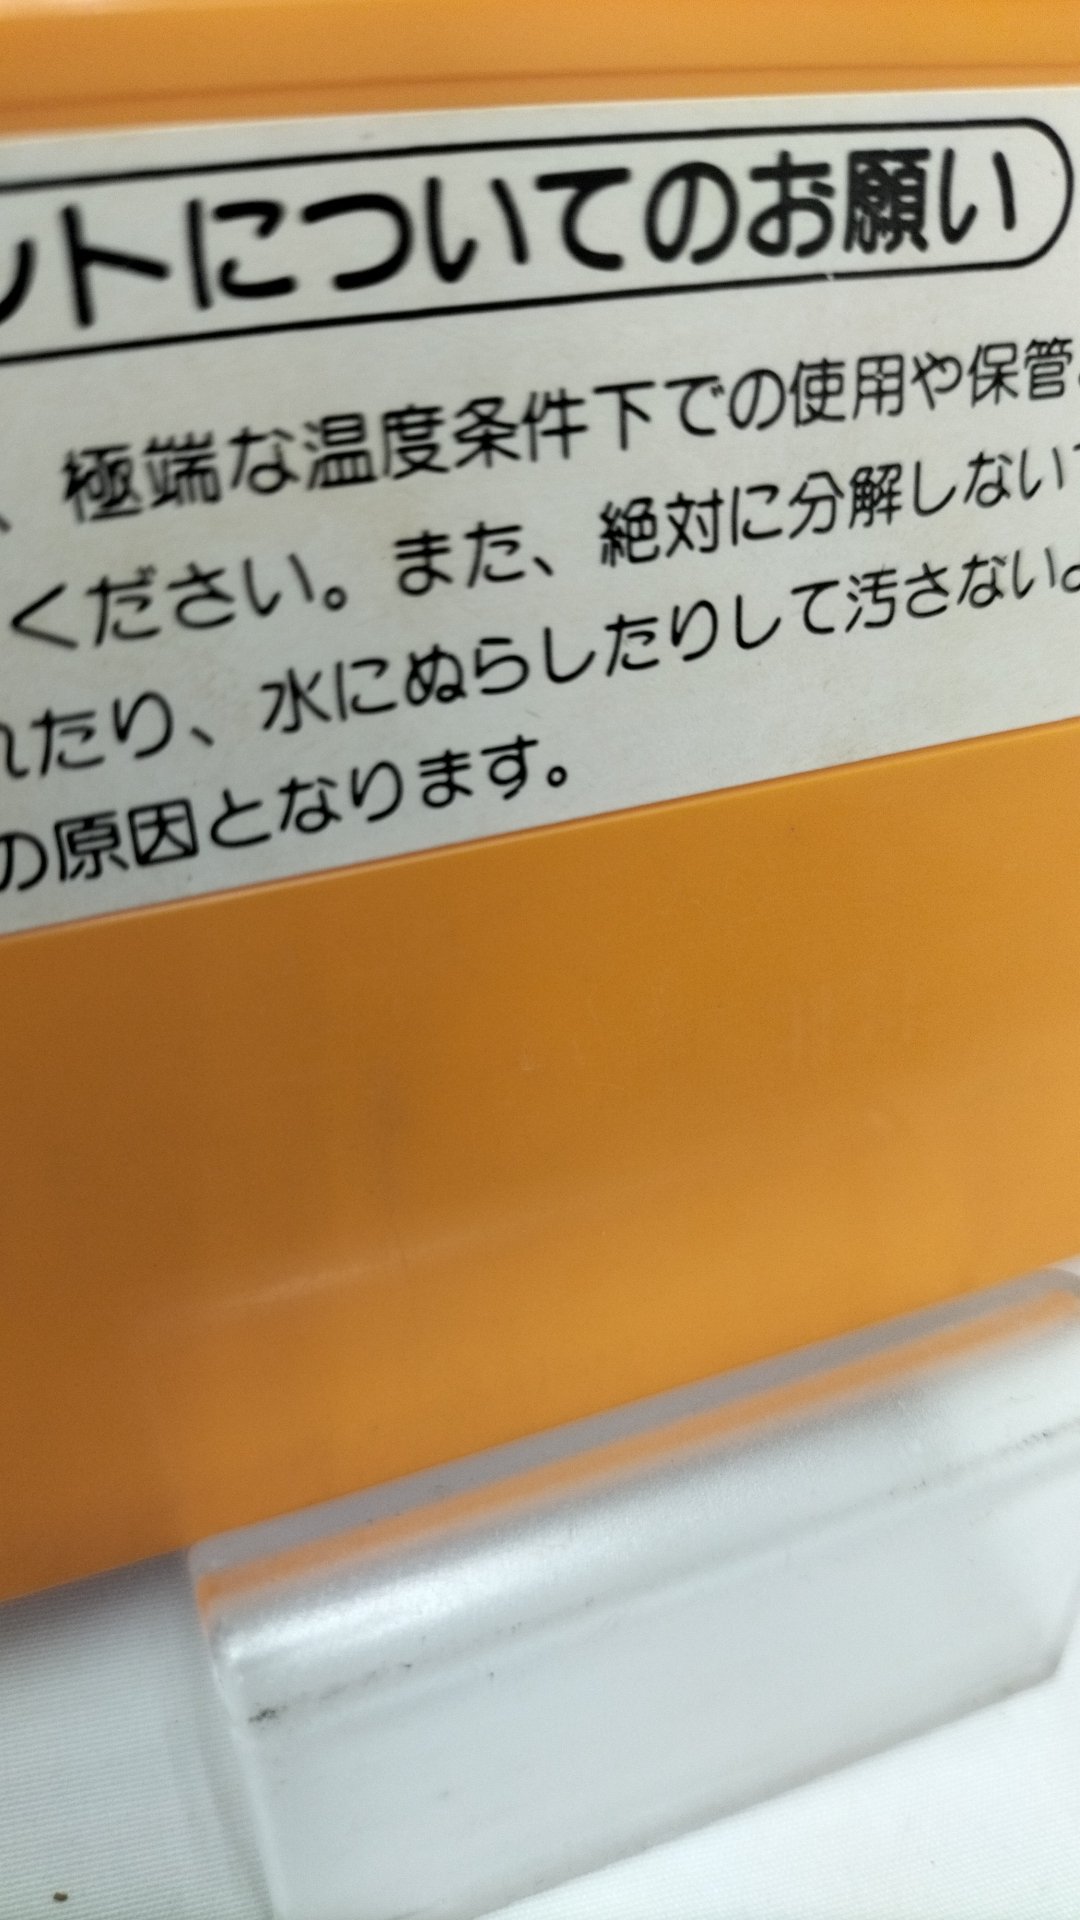 ントについてのお願い
、極端な温度条件下での使用や保管
ください。また、絶対に分解しない
れたり、水にぬらしたりして汚さない
の原因となります。